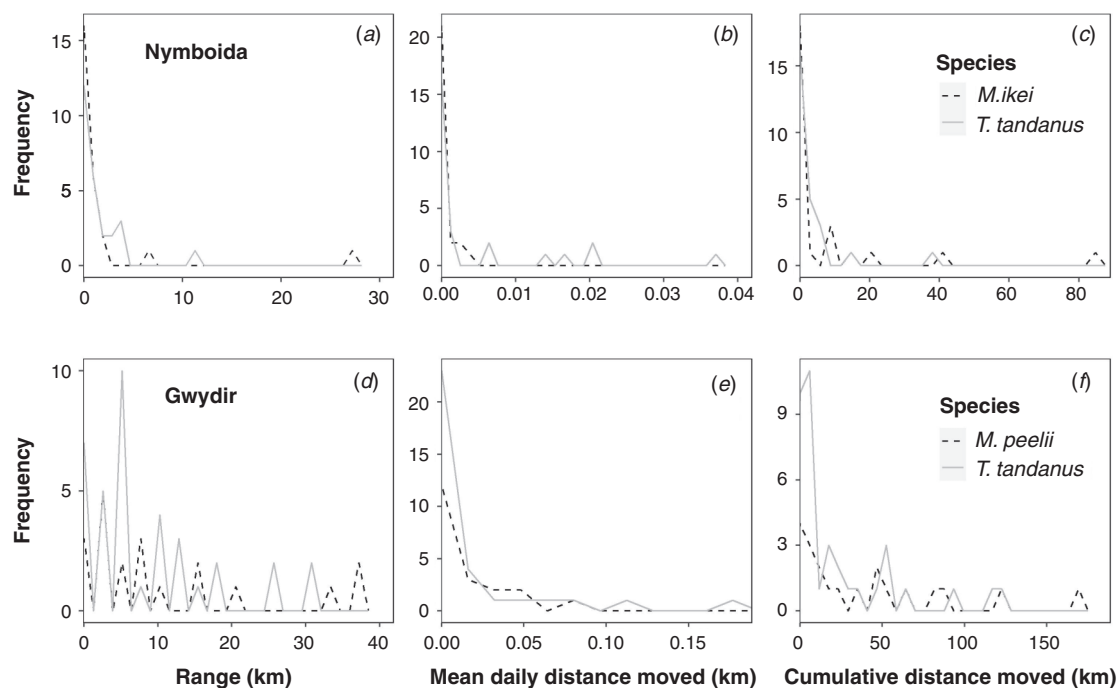 Frequency
15
10
5
0
0
10
20
30
Nymboida
(a)
20
15
10
5
0
0.00
0.01
0.02
0.03
0.04
(b)
15
10
5
0
0
20
40
60
80
(c)
Species
M.ikei
T. tandanus
Frequency
10
5
0
0
10
20
30
40
Gwydir
(d)
Range (km)
20
15
10
5
0
0.00
0.05
0.10
0.15
(e)
Mean daily distance moved (km)
9
6
3
0
0
50
100
150
(f)
Species
M. peelii
T. tandanus
Cumulative distance moved (km)